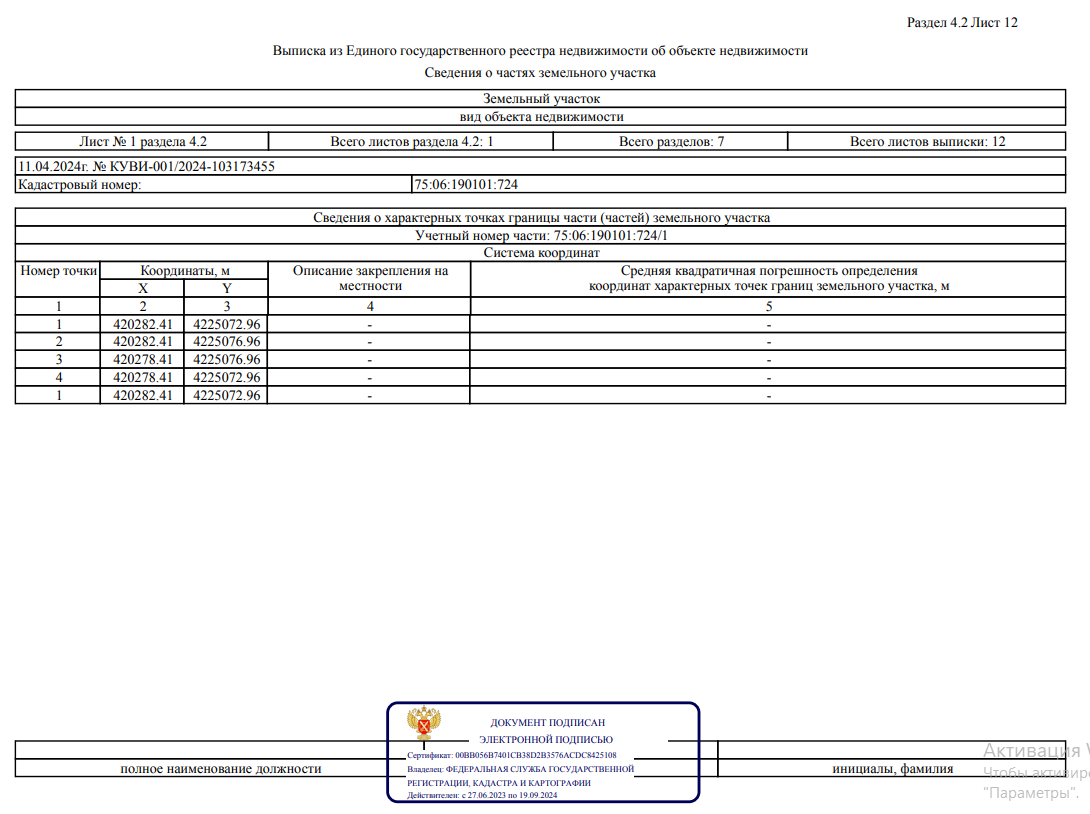 Раздел 4.2 Лист 12
Выписка из Единого государственного реестра недвижимости об объекте недвижимости
Сведения о частях земельного участка
Земельный участок
вид объекта недвижимости
Лист № 1 раздела 4.2 Всего листов раздела 4.2: 1 Всего разделов: 7 Всего листов выписки: 12
11.04.2024г. № КУВИ-001/2024-103173455
Кадастровый номер: 75:06:190101:724
Сведения о характерных точках границы части (частей) земельного участка
Учетный номер части: 75:06:190101:724/1
Система координат
Номер точки Координаты, м Описание закрепления на местности Средняя квадратичная погрешность определения координат характерных точек границ земельного участка, м
X Y
1 2 3 4 5
1 420282.41 4225072.96 - -
2 420282.41 4225076.96 - -
3 420278.41 4225076.96 - -
4 420278.41 4225072.96 - -
1 420282.41 4225072.96 - -
ДОКУМЕНТ ПОДПИСАН
ЭЛЕКТРОННОЙ ПОДПИСЬЮ
Сертификат: 00BB056B7401CB38D2B3576ACDC8425108
Владелец: ФЕДЕРАЛЬНАЯ СЛУЖБА ГОСУДАРСТВЕННОЙ
РЕГИСТРАЦИИ, КАДАСТРА И КАРТОГРАФИИ
Действителен: с 27.06.2023 по 19.09.2024
полное наименование должности
инициалы, фамилия
Активация
Чтобы активир
"Параметры".